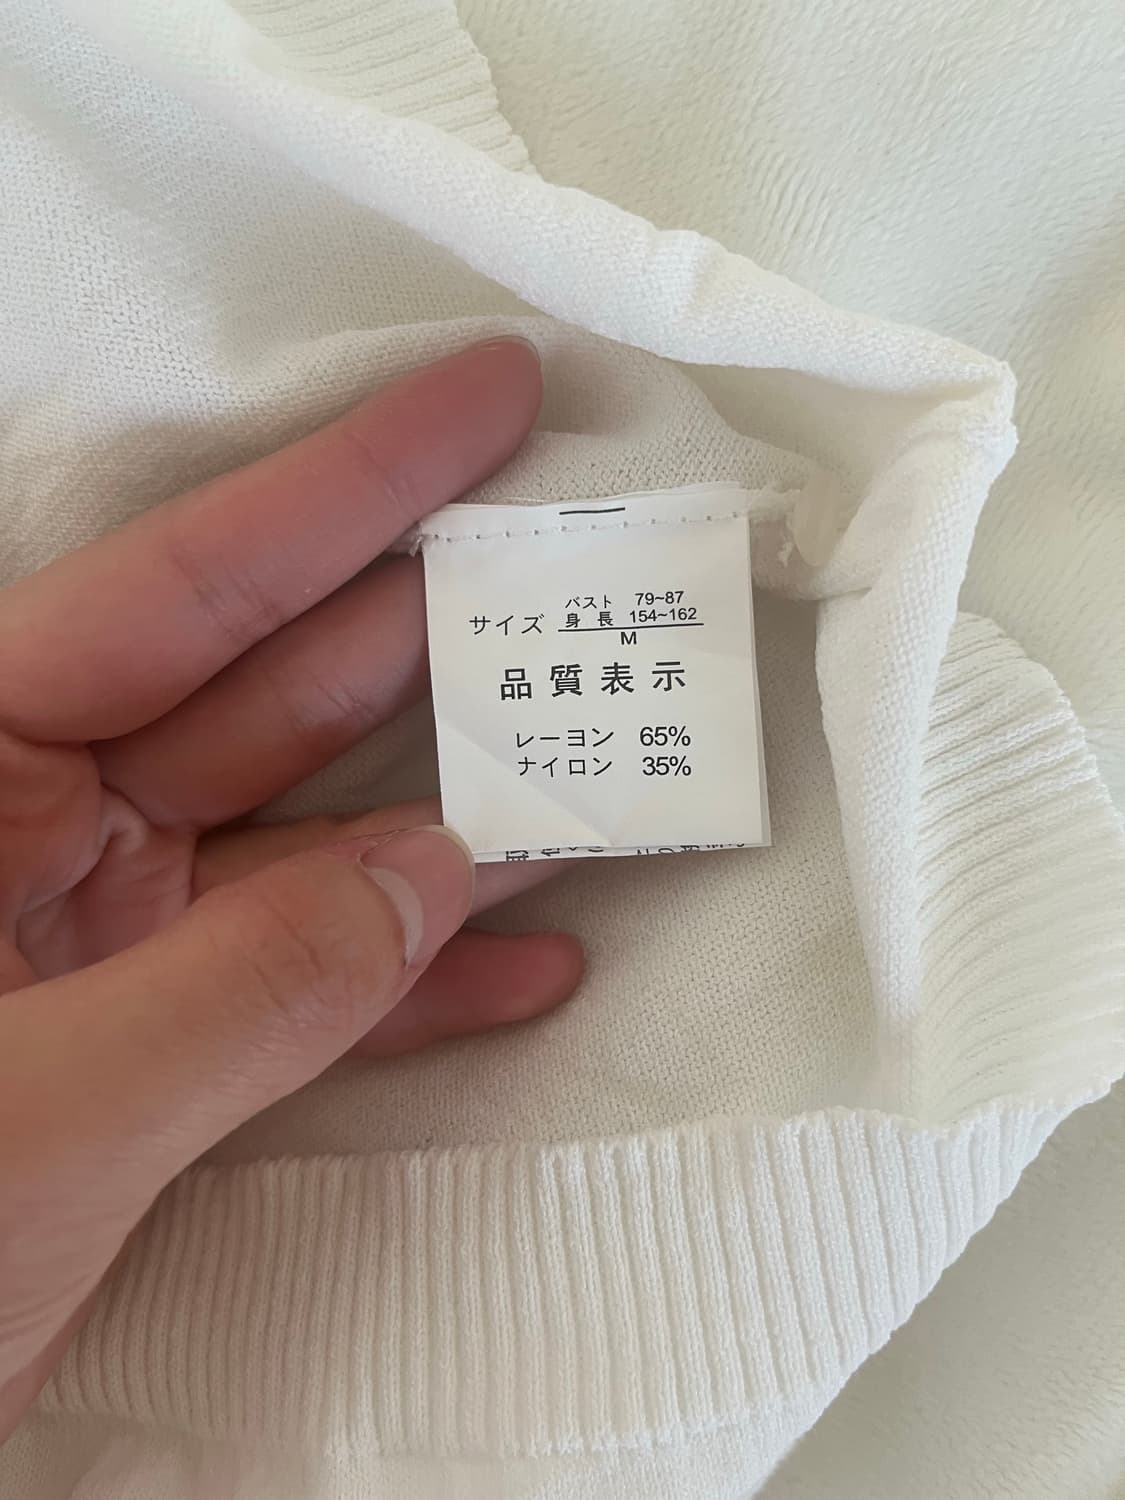 バスト 79~87
サイズ 身長 154~162
M
品質表示
レーヨン 65%
ナイロン 35%